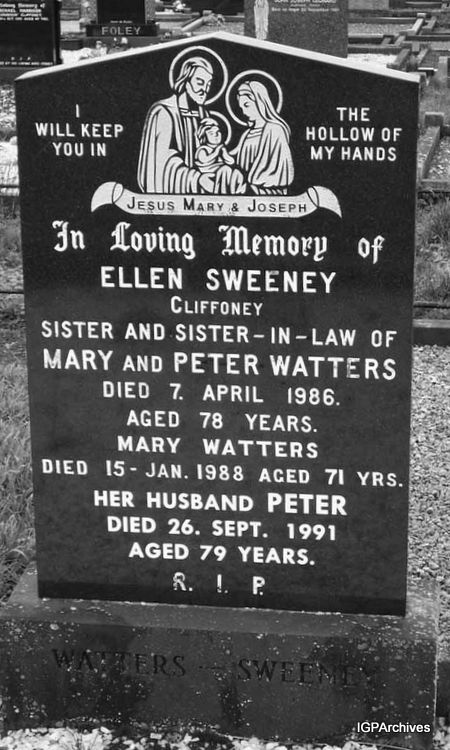 FOLEY
I
WILL KEEP
YOU IN
THE
HOLLOW OF
MY HANDS
JESUS MARY & JOSEPH
In Loving Memory of
ELLEN SWEENEY
CLIFFONEY
SISTER AND SISTER-IN-LAW OF
MARY AND PETER WATTERS
DIED 7. APRIL 1986.
AGED 78 YEARS.
MARY WATTERS
DIED 15-JAN. 1988 AGED 71 YRS.
HER HUSBAND PETER
DIED 26. SEPT. 1991
AGED 79 YEARS.
R. I. P.
WATTERS - SWEENEY
IGPArchives